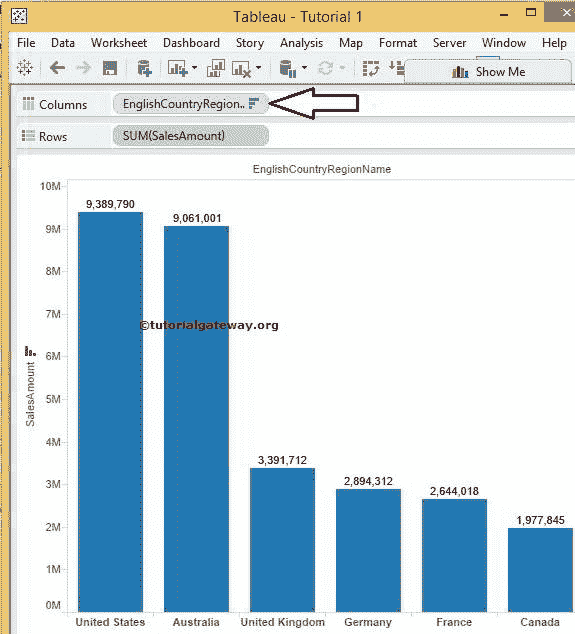 Tableau - Tutorial 1
File Data Worksheet Dashboard Story Analysis Map Format Server Window Help
Show Me
Columns EnglishCountryRegion..
Rows SUM(SalesAmount)
EnglishCountryRegionName
10M
9,389,790
9,061,001
9M
8M
7M
©tutorialgateway.org
6M
SalesAmount
5M
4M
3,391,712
3M
2,894,312
2,644,018
2M
1,977,845
1M
0M
United States Australia United Kingdom Germany France Canada